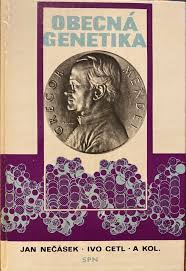 OBECNÁ
GENETIKA
GREGOR MENDEL
JAN NEČÁSEK · IVO CETL · A KOL.
SPN